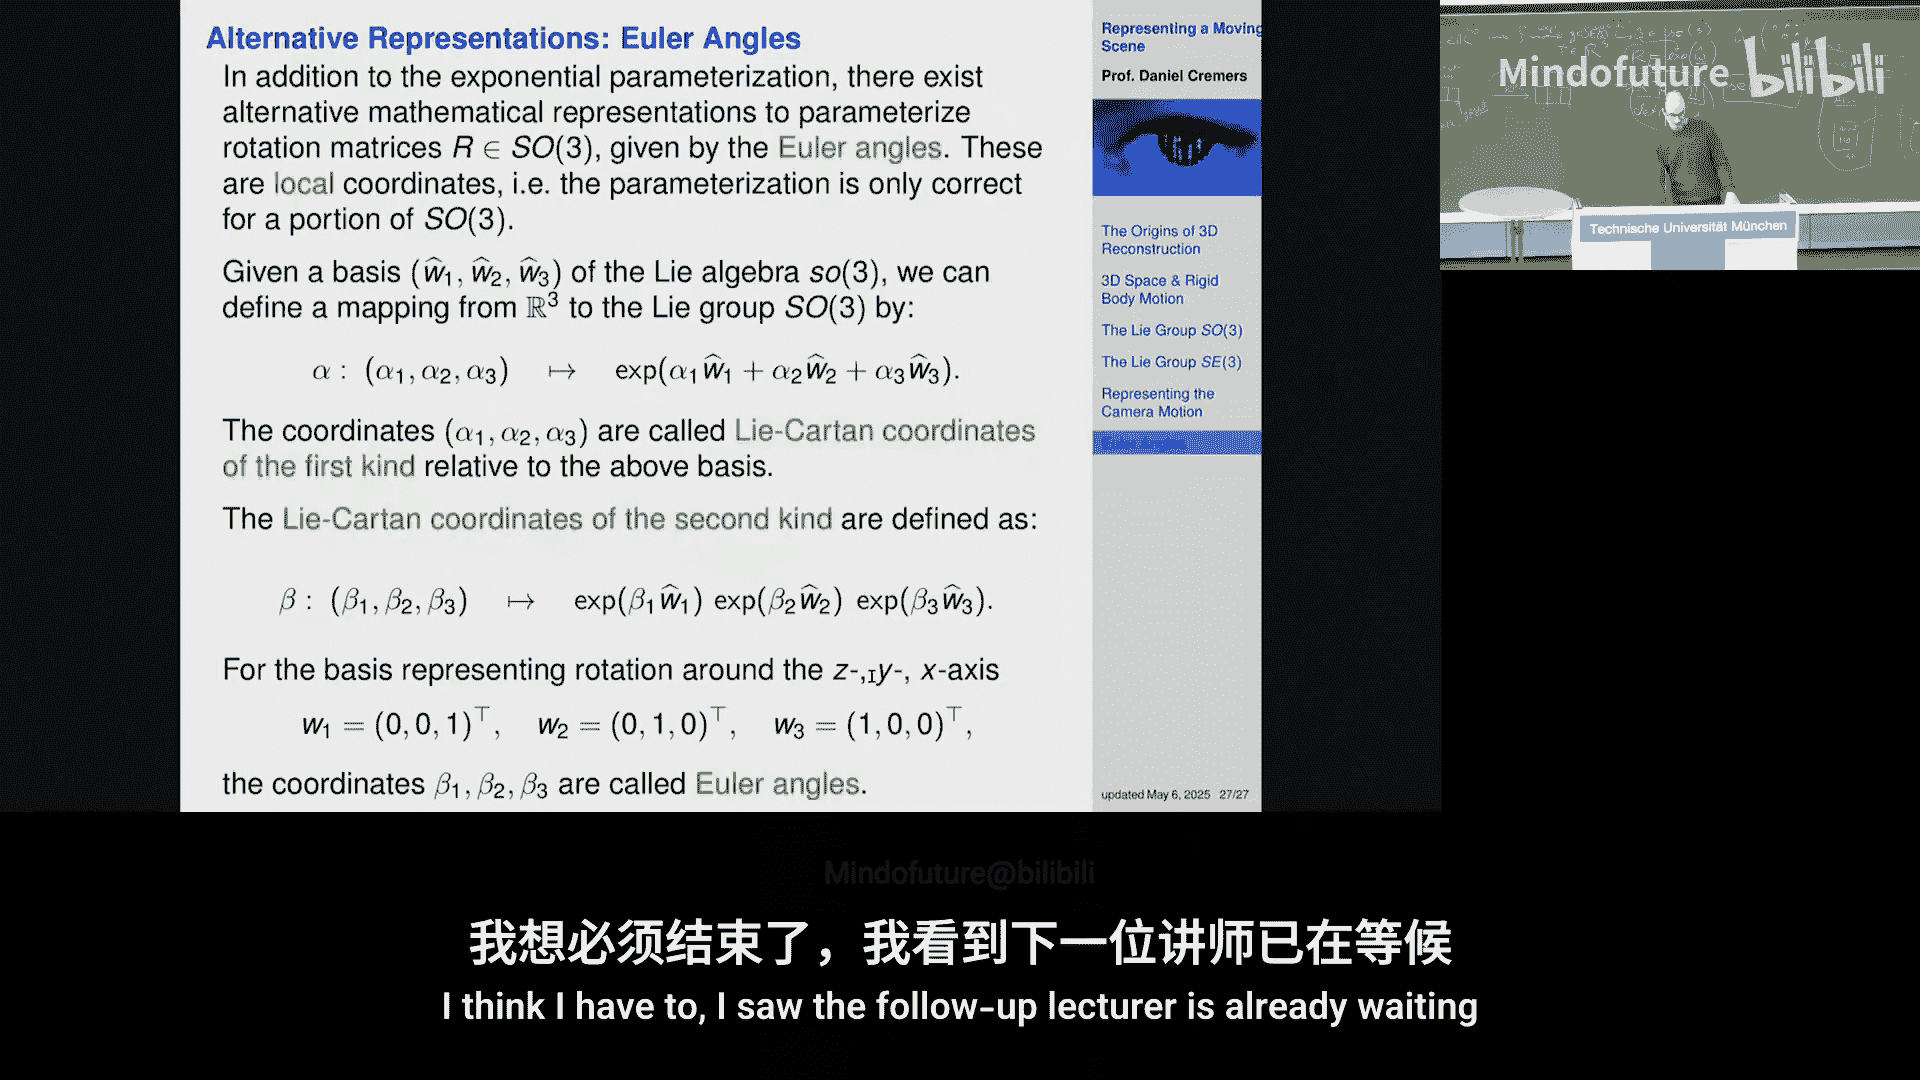 Alternative Representations: Euler Angles
In addition to the exponential parameterization, there exist
alternative mathematical representations to parameterize
rotation matrices R ∈ SO(3), given by the Euler angles. These
are local coordinates, i.e. the parameterization is only correct
for a portion of SO(3).
Given a basis (ŵ₁, ŵ₂, ŵ₃) of the Lie algebra so(3), we can
define a mapping from ℝ³ to the Lie group SO(3) by:
α : (α₁, α₂, α₃) ↦ exp(α₁ŵ₁ + α₂ŵ₂ + α₃ŵ₃).
The coordinates (α₁, α₂, α₃) are called Lie-Cartan coordinates
of the first kind relative to the above basis.
The Lie-Cartan coordinates of the second kind are defined as:
β : (β₁, β₂, β₃) ↦ exp(β₁ŵ₁) exp(β₂ŵ₂) exp(β₃ŵ₃).
For the basis representing rotation around the z-, y-, x-axis
w₁ = (0, 0, 1)⊤, w₂ = (0, 1, 0)⊤, w₃ = (1, 0, 0)⊤,
the coordinates β₁, β₂, β₃ are called Euler angles.
Representing a Moving
Scene
Prof. Daniel Cremers
The Origins of 3D
Reconstruction
3D Space & Rigid
Body Motion
The Lie Group SO(3)
The Lie Group SE(3)
Representing the
Camera Motion
Euler Angles
updated May 6, 2025 27/27
Mindofuture bilibili
Technische Universität München
Mindofuture@bilibili
我想必须结束了，我看到下一位讲师已在等候
I think I have to, I saw the follow-up lecturer is already waiting